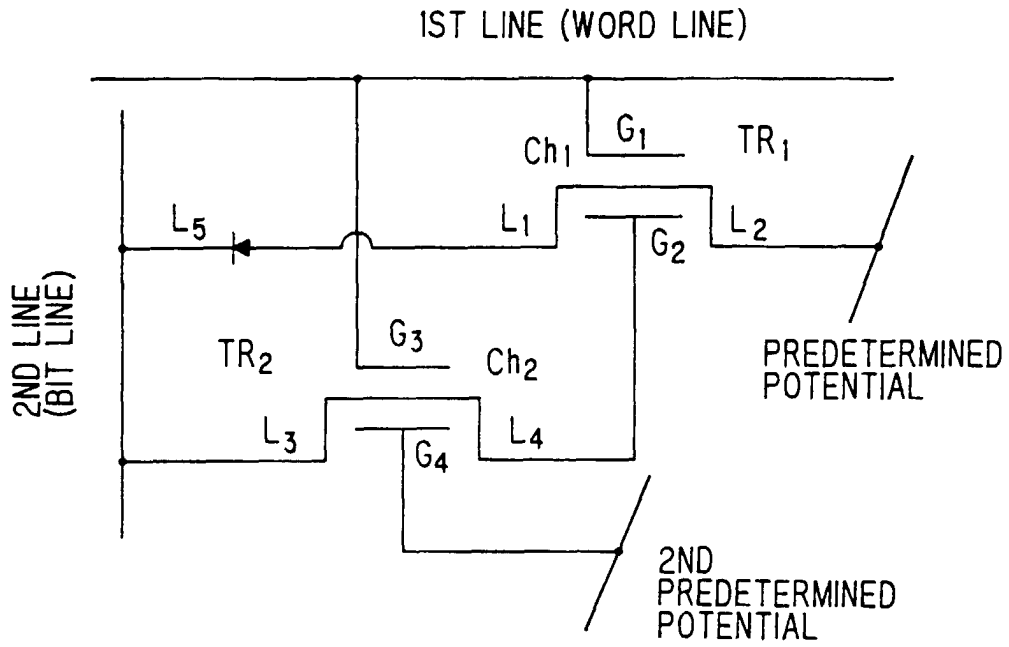 1ST LINE (WORD LINE)
G1
TR1
Ch1
L5
L1
G2
L2
2ND LINE
(BIT LINE)
TR2
G3
Ch2
PREDETERMINED
POTENTIAL
L3
G4
L4
2ND
PREDETERMINED
POTENTIAL